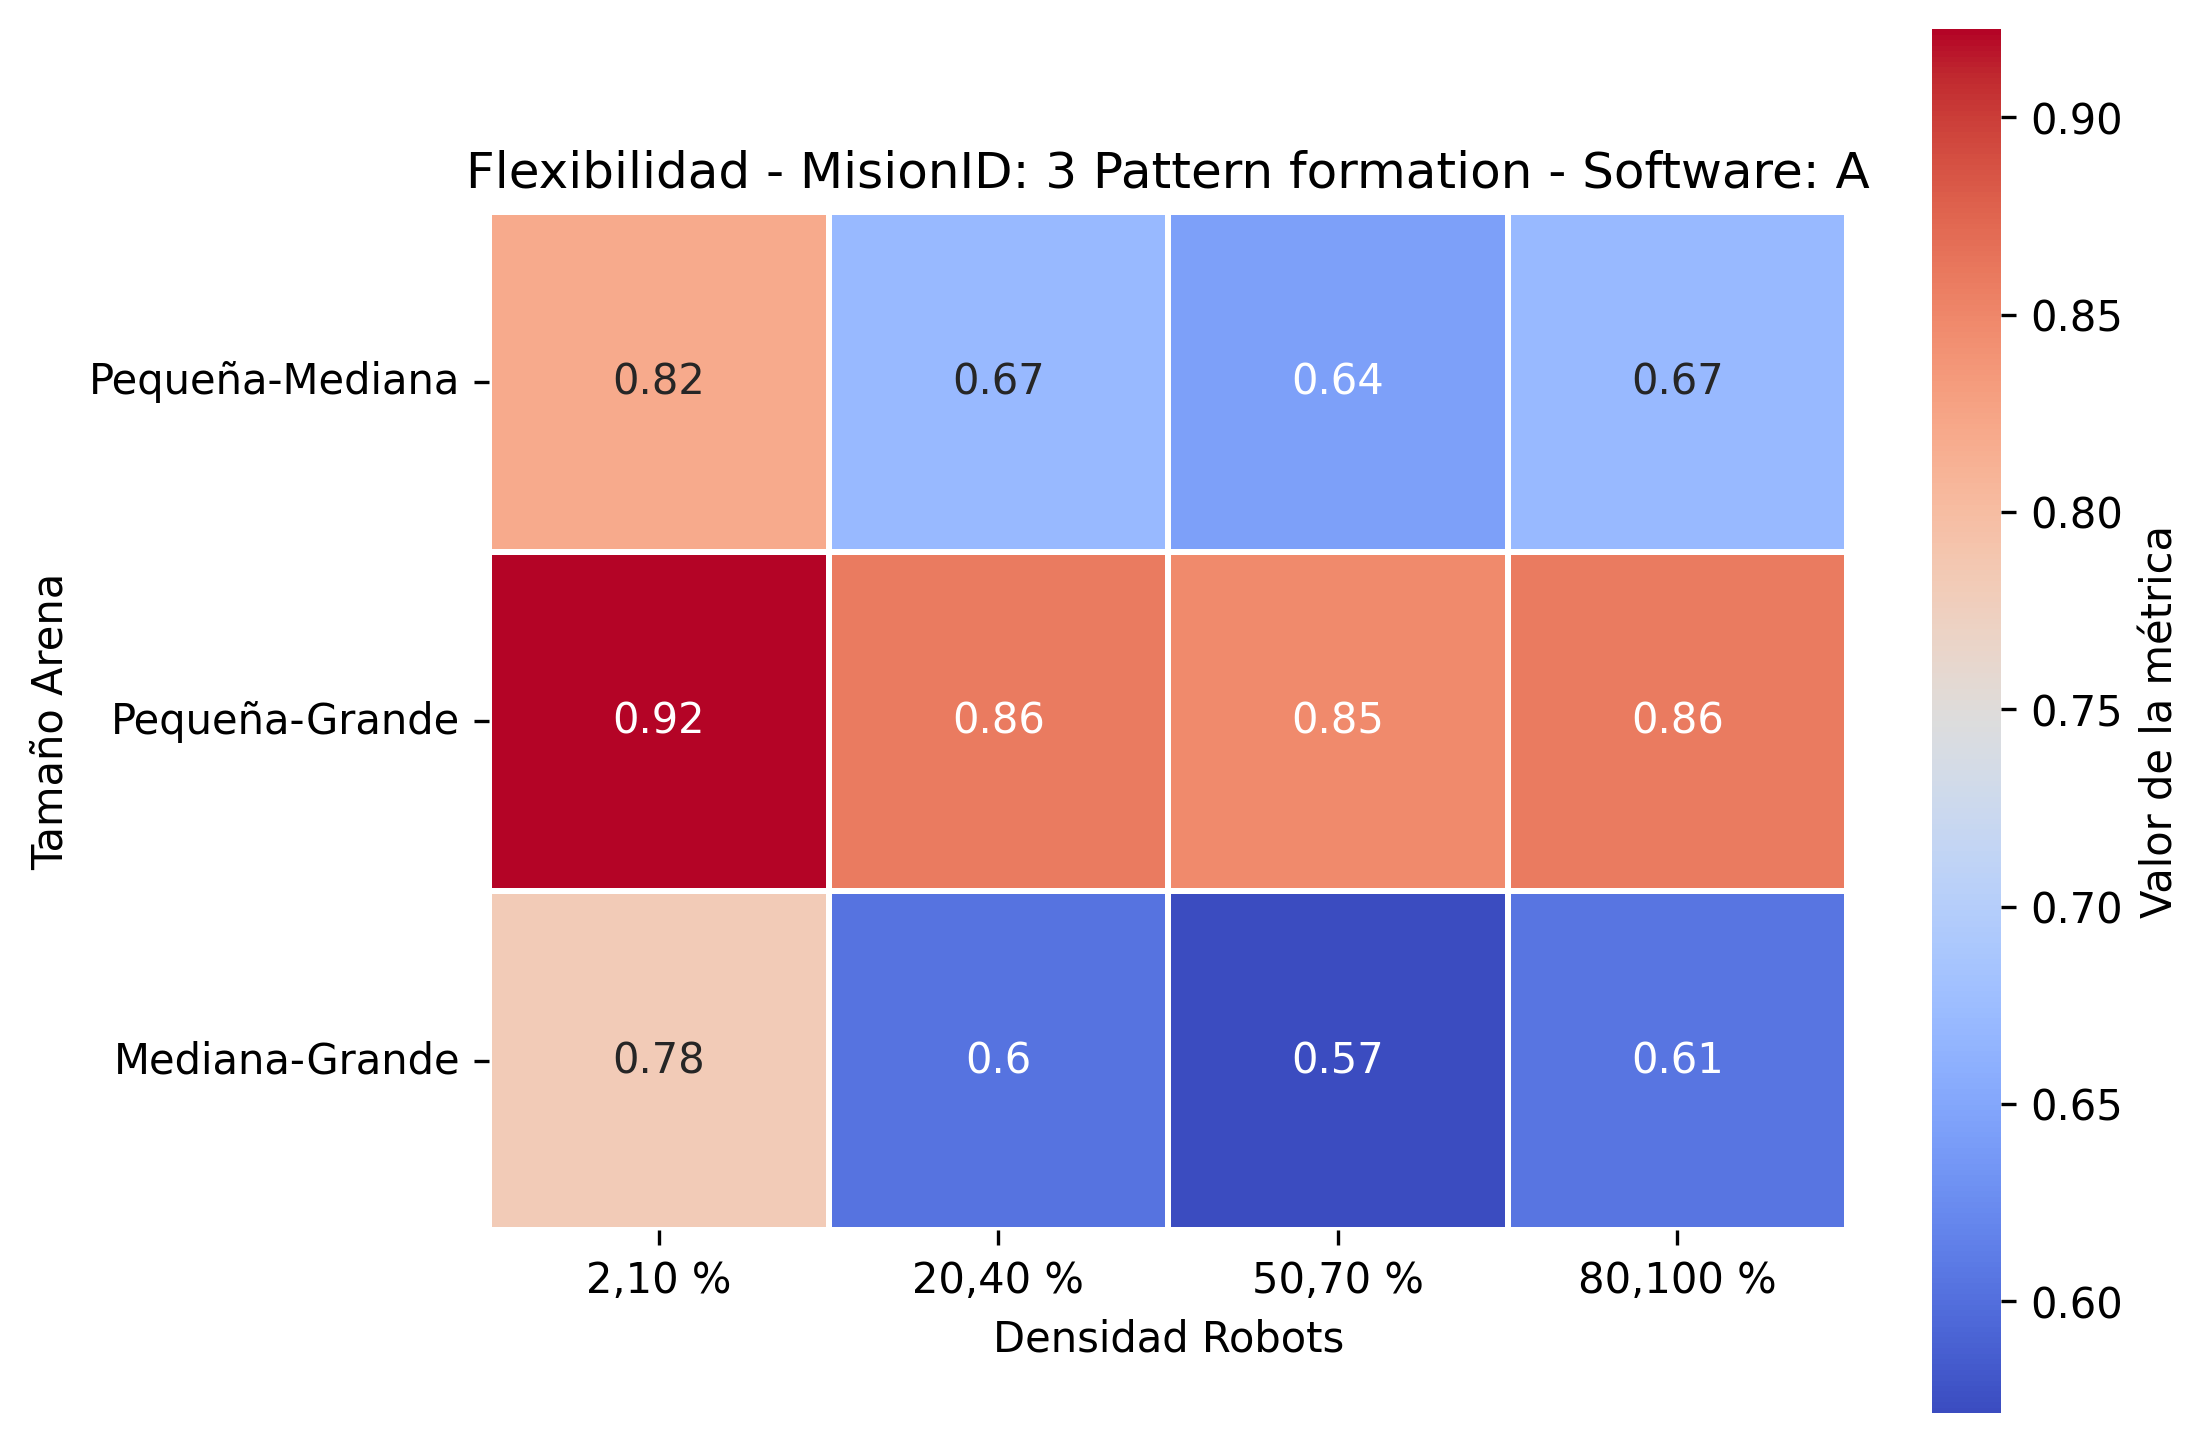 Flexibilidad - MisionID: 3 Pattern formation - Software: A
Tamaño Arena
Pequeña-Mediana 0.82 0.67 0.64 0.67
Pequeña-Grande 0.92 0.86 0.85 0.86
Mediana-Grande 0.78 0.6 0.57 0.61
2,10 % 20,40 % 50,70 % 80,100 %
Densidad Robots
0.90
0.85
0.80
0.75
0.70
0.65
0.60
Valor de la métrica